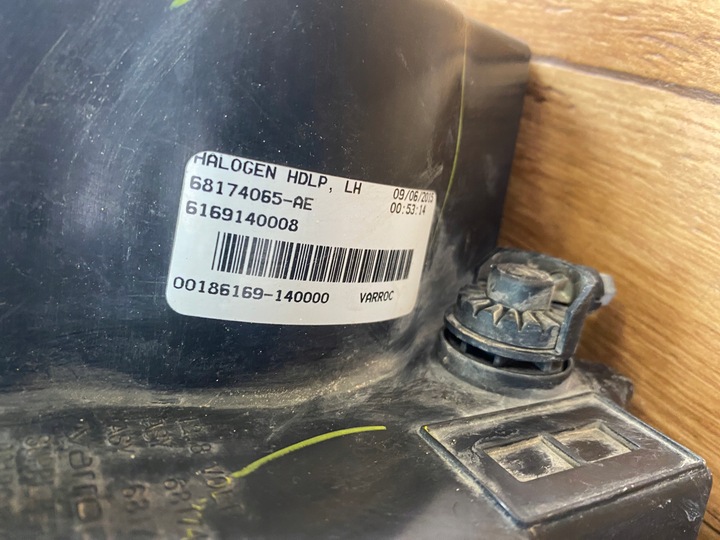 HALOGEN HDLP, LH
09/06/2015
68174065-AE
00:53:14
6169140008
00186169-140000 VARROC